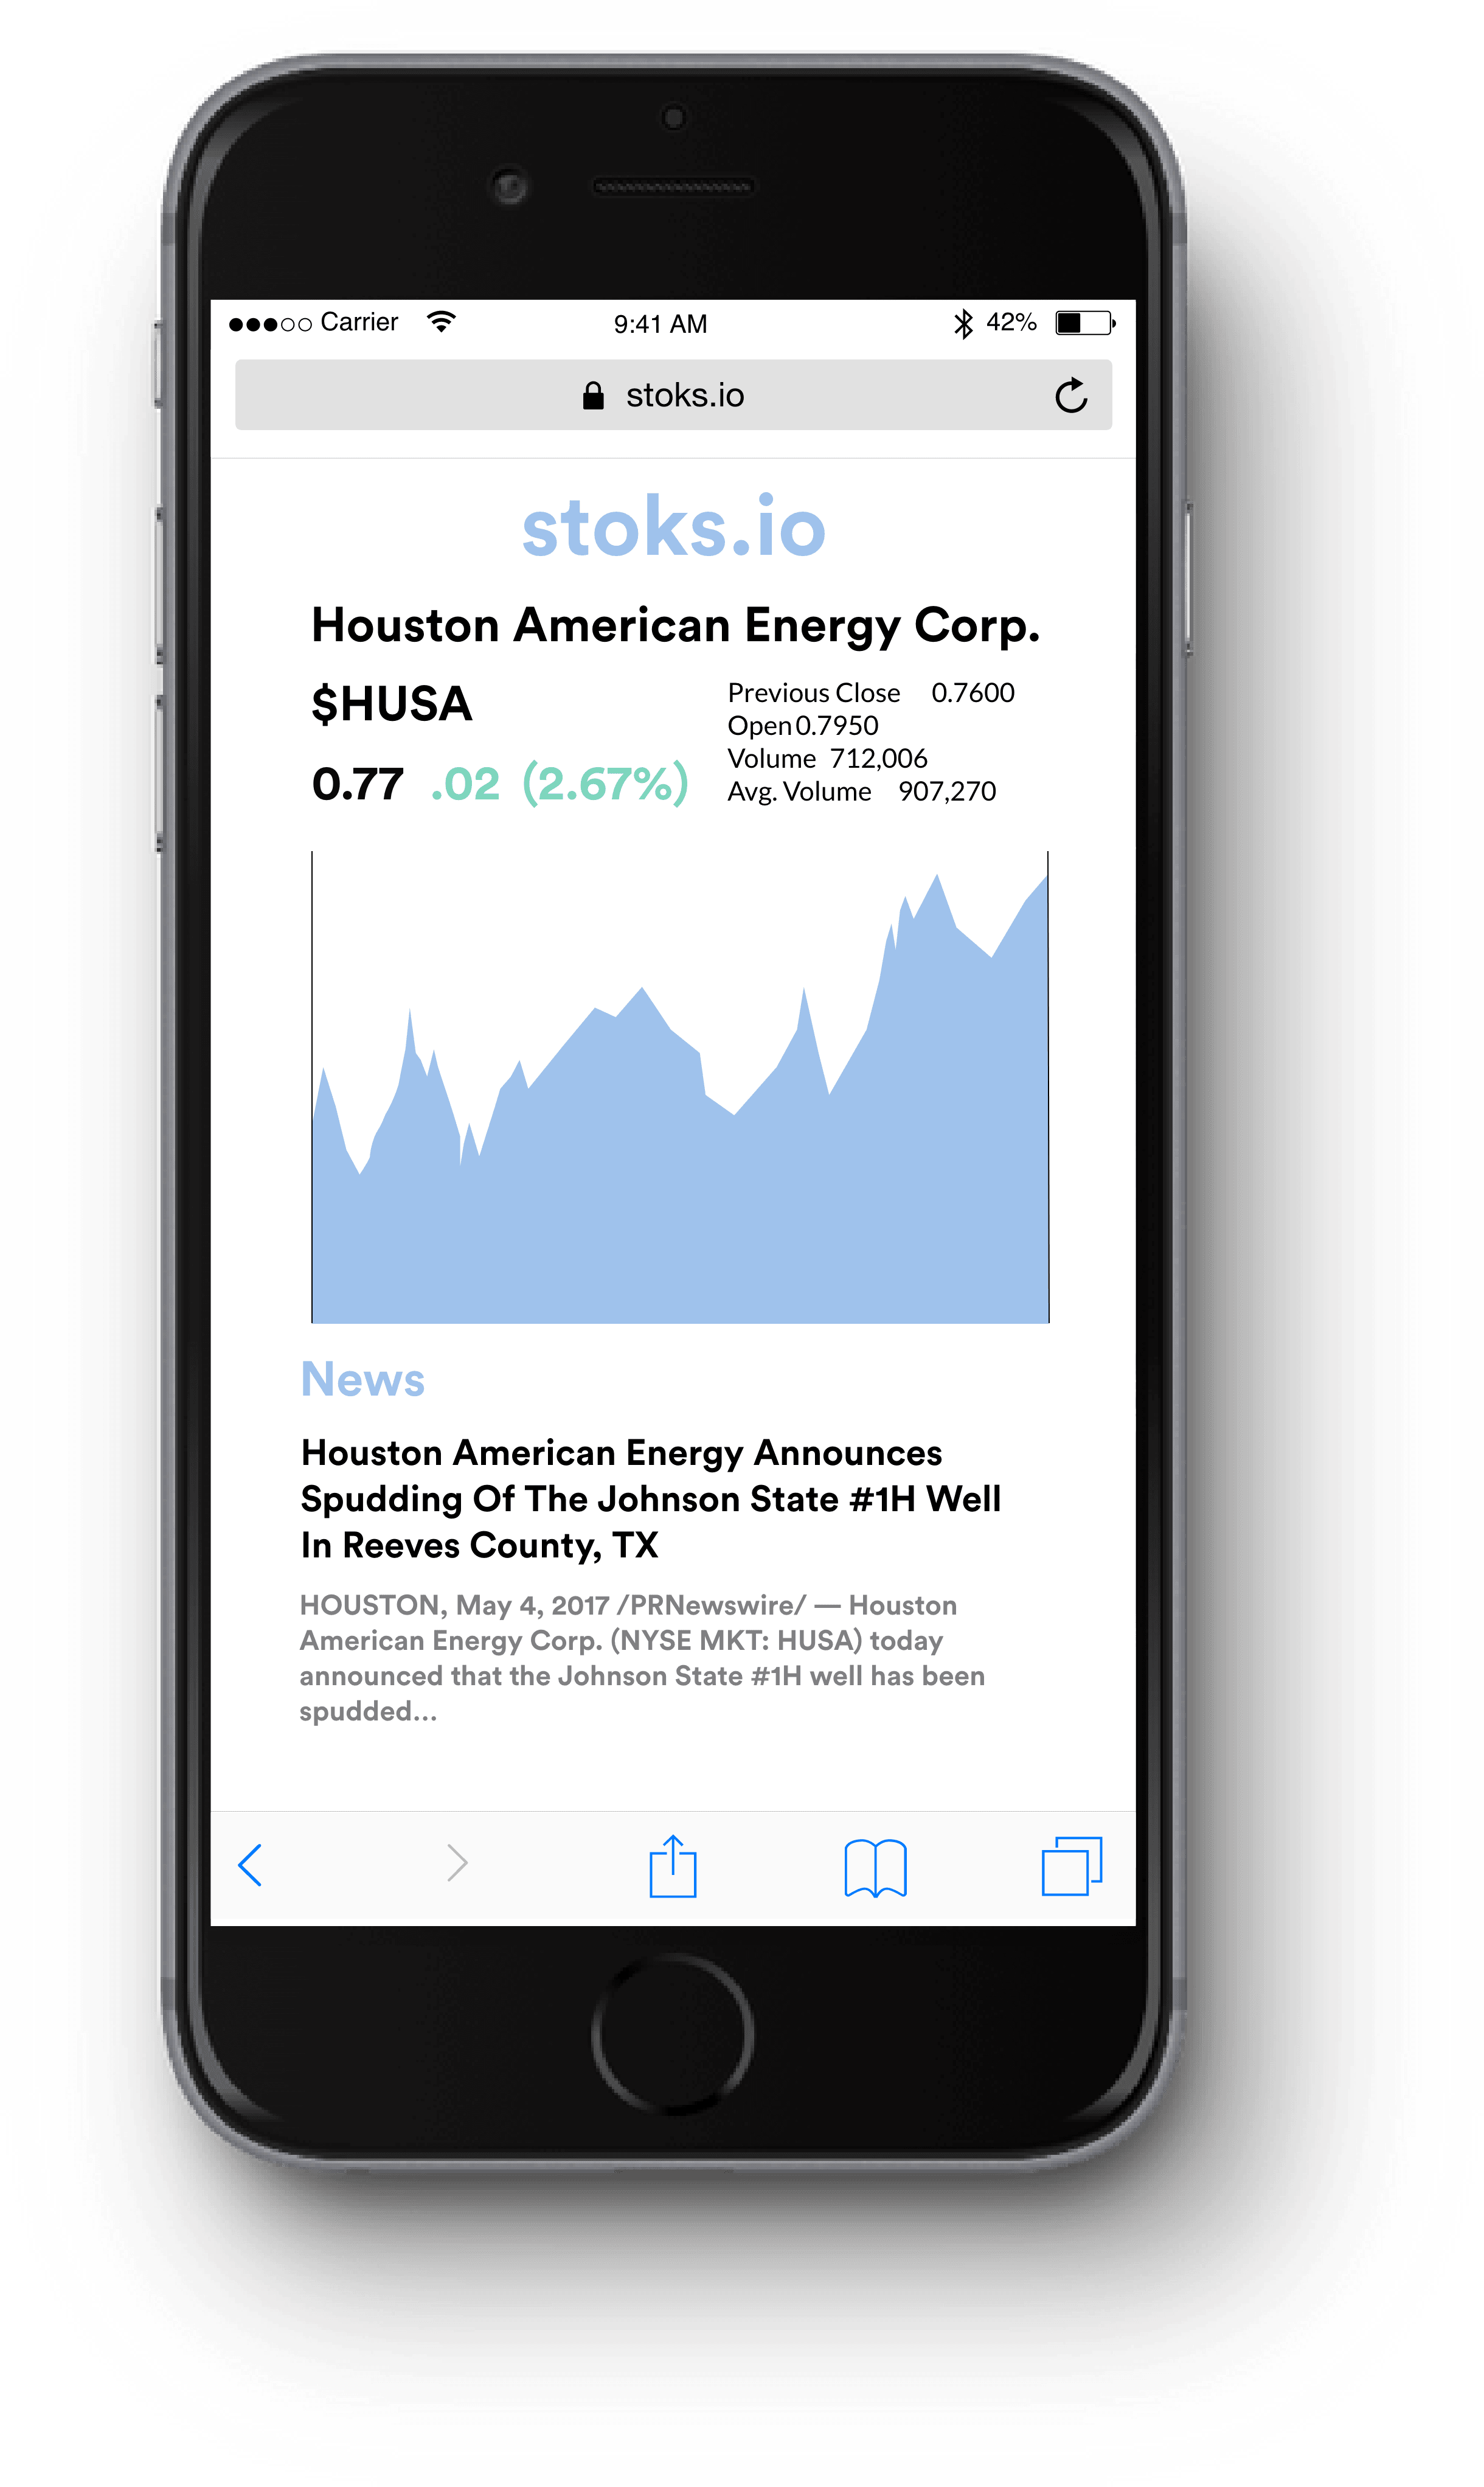 Carrier 9:41 AM 42%
stoks.io
stoks.io
Houston American Energy Corp.
$HUSA
0.77 .02 (2.67%)
Previous Close 0.7600
Open 0.7950
Volume 712,006
Avg. Volume 907,270
News
Houston American Energy Announces
Spudding Of The Johnson State #1H Well
In Reeves County, TX
HOUSTON, May 4, 2017 /PRNewswire/ — Houston
American Energy Corp. (NYSE MKT: HUSA) today
announced that the Johnson State #1H well has been
spudded...